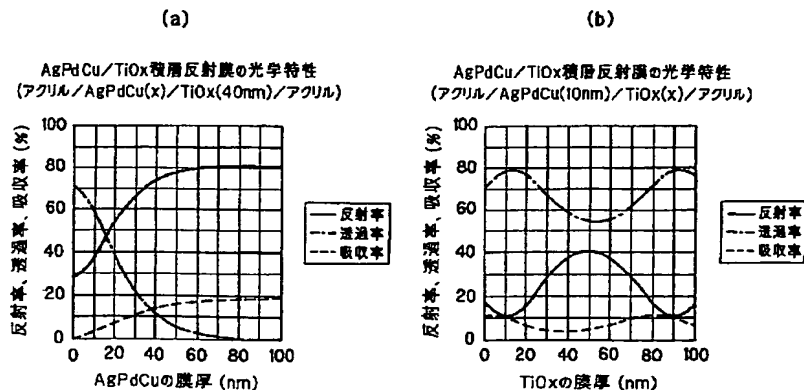 (a)
AgPdCu/TiOx積層反射膜の光学特性
(アクリル/AgPdCu(x)/TiOx(40nm)/アクリル)
反射率、透過率、吸収率 (%)
100
80
60
40
20
0
0 20 40 60 80 100
AgPdCuの膜厚 (nm)
反射率
透過率
吸収率
(b)
AgPdCu/TiOx積層反射膜の光学特性
(アクリル/AgPdCu(10nm)/TiOx(x)/アクリル)
反射率、透過率、吸収率 (%)
100
80
60
40
20
0
0 20 40 60 80 100
TiOxの膜厚 (nm)
反射率
透過率
吸収率